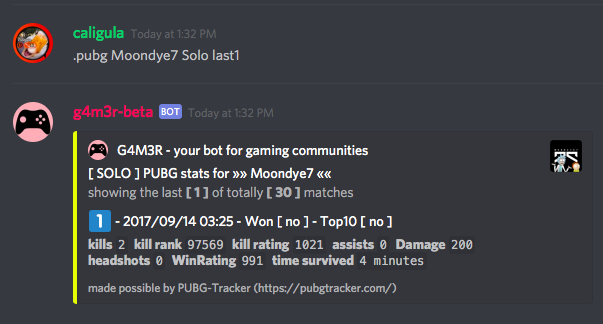 caligula Today at 1:32 PM
.pubg Moondye7 Solo last1
g4m3r-beta BOT Today at 1:32 PM
G4M3R - your bot for gaming communities
[ SOLO ] PUBG stats for »» Moondye7 ««
showing the last [ 1 ] of totally [ 30 ] matches
1 - 2017/09/14 03:25 - Won [ no ] - Top10 [ no ]
kills 2 kill rank 97569 kill rating 1021 assists 0 Damage 200
headshots 0 WinRating 991 time survived 4 minutes
made possible by PUBG-Tracker (https://pubgtracker.com/)